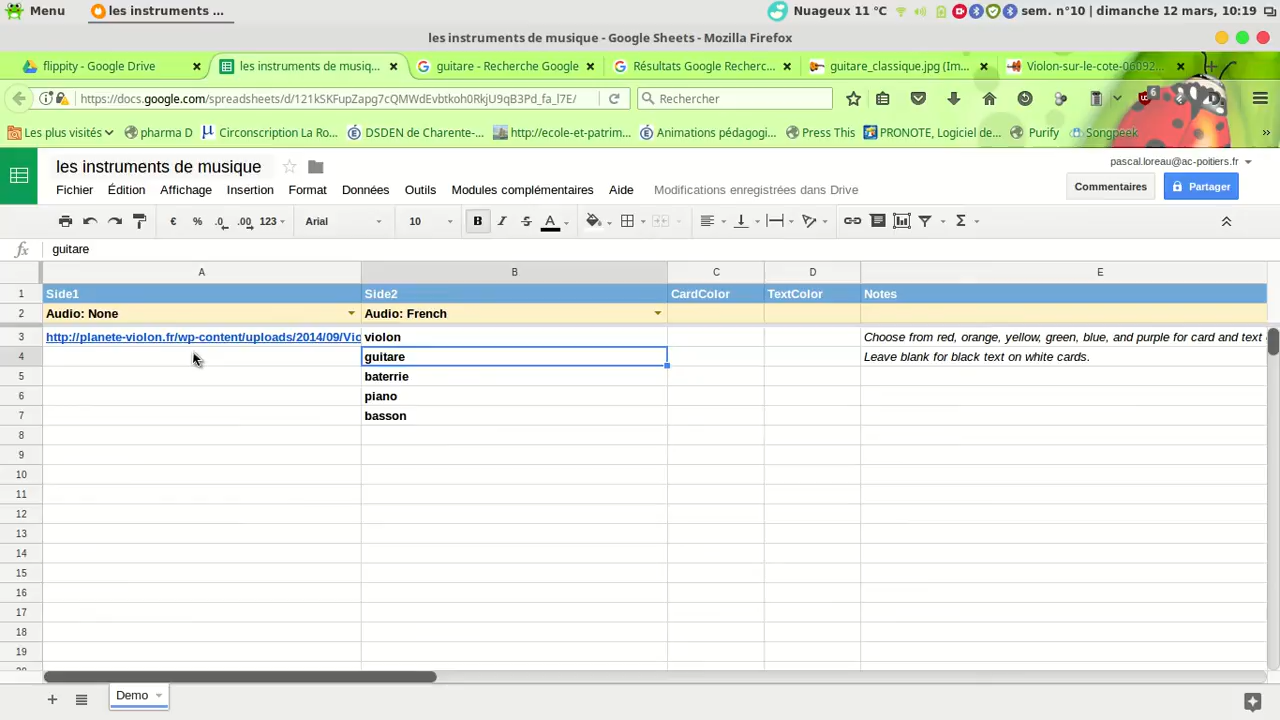 Menu
les instruments ...
Nuageux 11 °C
sem. n°10 | dimanche 12 mars, 10:19
les instruments de musique - Google Sheets - Mozilla Firefox
flippity - Google Drive
les instruments de musiq...
guitare - Recherche Google
Résultats Google Recherc...
guitare_classique.jpg (Im...
Violon-sur-le-cote-06092...
https://docs.google.com/spreadsheets/d/121kSKFupZapg7cQMWdEvbtkoh0RkjU9qB3Pd_fa_l7E/
Rechercher
6
Les plus visités
pharma D
Circonscription La Ro...
DSDEN de Charente-...
http://ecole-et-patrim...
Animations pédagogi...
Press This
PRONOTE, Logiciel de...
Purify
Songpeek
»
les instruments de musique
pascal.loreau@ac-poitiers.fr
Fichier Édition Affichage Insertion Format Données Outils Modules complémentaires Aide Modifications enregistrées dans Drive
Commentaires
Partager
€ % .0 .00 123 Arial 10 B I S A Σ
fx guitare
A B C D E
1 Side1 Side2 CardColor TextColor Notes
2 Audio: None Audio: French
3 http://planete-violon.fr/wp-content/uploads/2014/09/Vio violon Choose from red, orange, yellow, green, blue, and purple for card and text
4 guitare Leave blank for black text on white cards.
5 baterrie
6 piano
7 basson
8
9
10
11
12
13
14
15
16
17
18
19
Demo